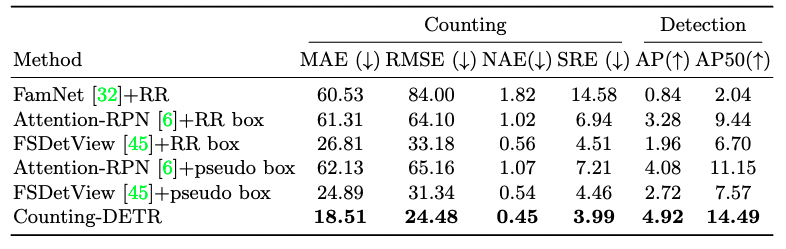 Counting Detection
Method MAE (↓) RMSE (↓) NAE(↓) SRE (↓) AP(↑) AP50(↑)
FamNet [32]+RR 60.53 84.00 1.82 14.58 0.84 2.04
Attention-RPN [6]+RR box 61.31 64.10 1.02 6.94 3.28 9.44
FSDetView [45]+RR box 26.81 33.18 0.56 4.51 1.96 6.70
Attention-RPN [6]+pseudo box 62.13 65.16 1.07 7.21 4.08 11.15
FSDetView [45]+pseudo box 24.89 31.34 0.54 4.46 2.72 7.57
Counting-DETR 18.51 24.48 0.45 3.99 4.92 14.49